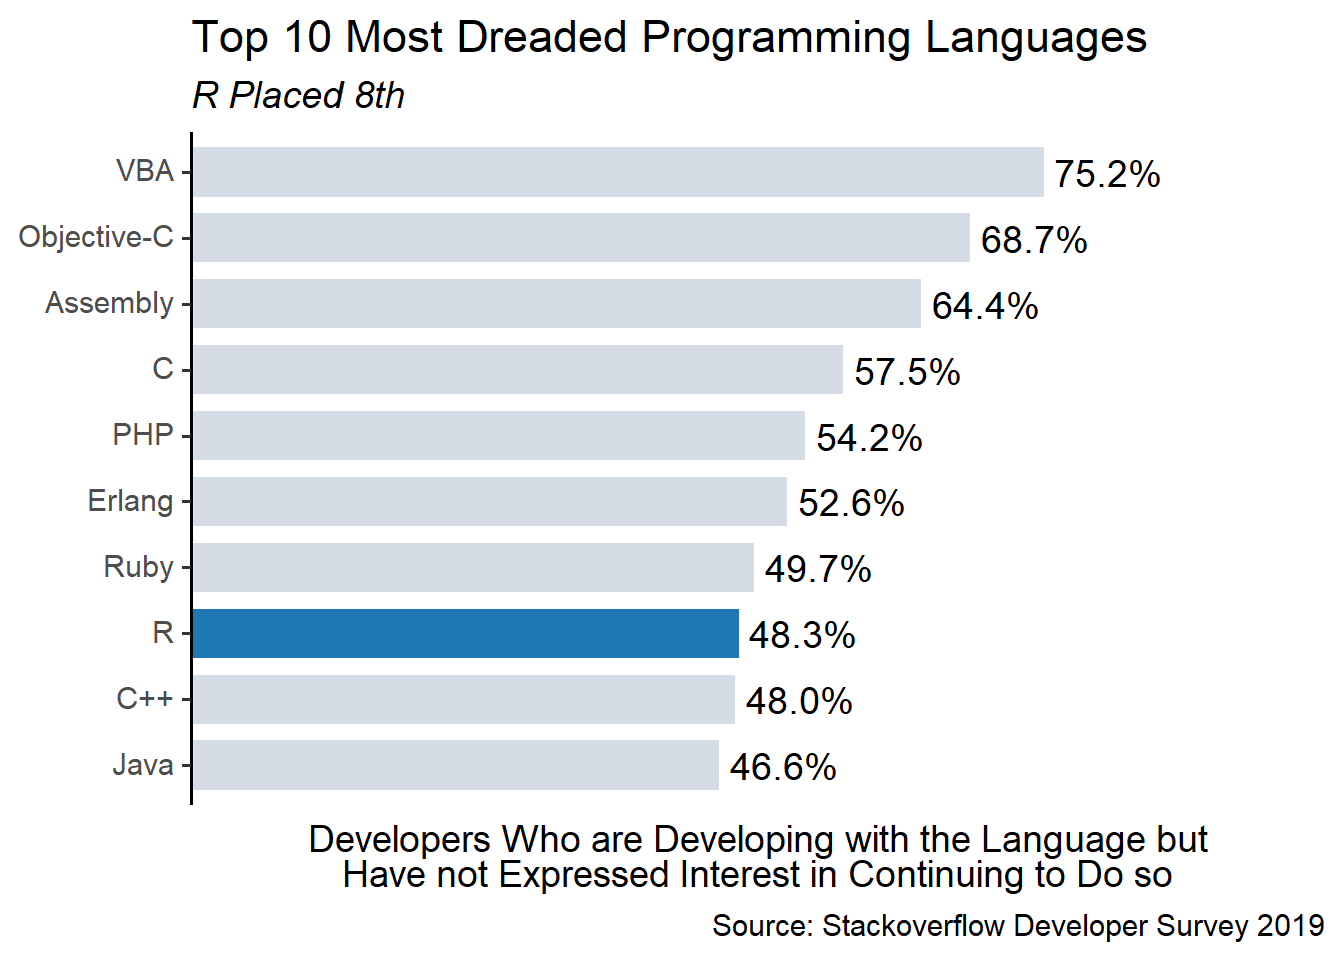 Top 10 Most Dreaded Programming Languages
R Placed 8th
VBA 75.2%
Objective-C 68.7%
Assembly 64.4%
C 57.5%
PHP 54.2%
Erlang 52.6%
Ruby 49.7%
R 48.3%
C++ 48.0%
Java 46.6%
Developers Who are Developing with the Language but
Have not Expressed Interest in Continuing to Do so
Source: Stackoverflow Developer Survey 2019